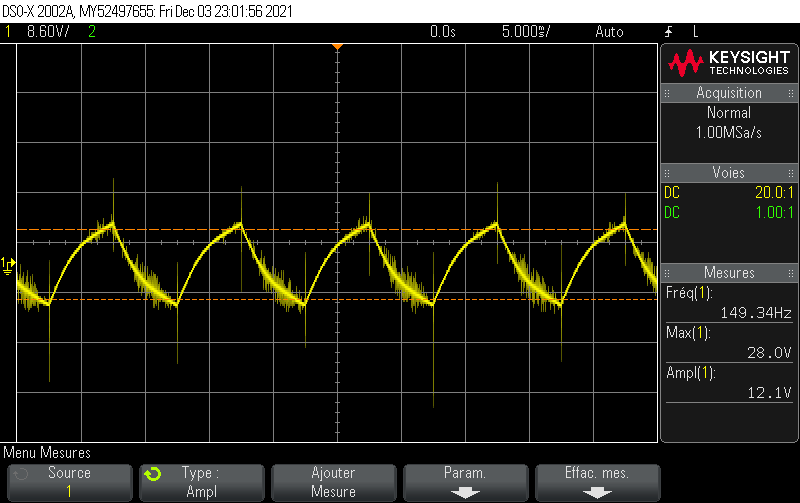 DSO-X 2002A, MY52497655: Fri Dec 03 23:01:56 2021
1 8.60V/ 2 0.0s 5.000ms/ Auto L
KEYSIGHT
TECHNOLOGIES
Acquisition
Normal
1.00MSa/s
Voies
DC 20.0:1
DC 1.00:1
1
Mesures
Fréq(1):
149.34Hz
Max(1):
28.0V
Ampl(1):
12.1V
Menu Mesures
Source
1
Type :
Ampl
Ajouter
Mesure
Param.
Effac. mes.